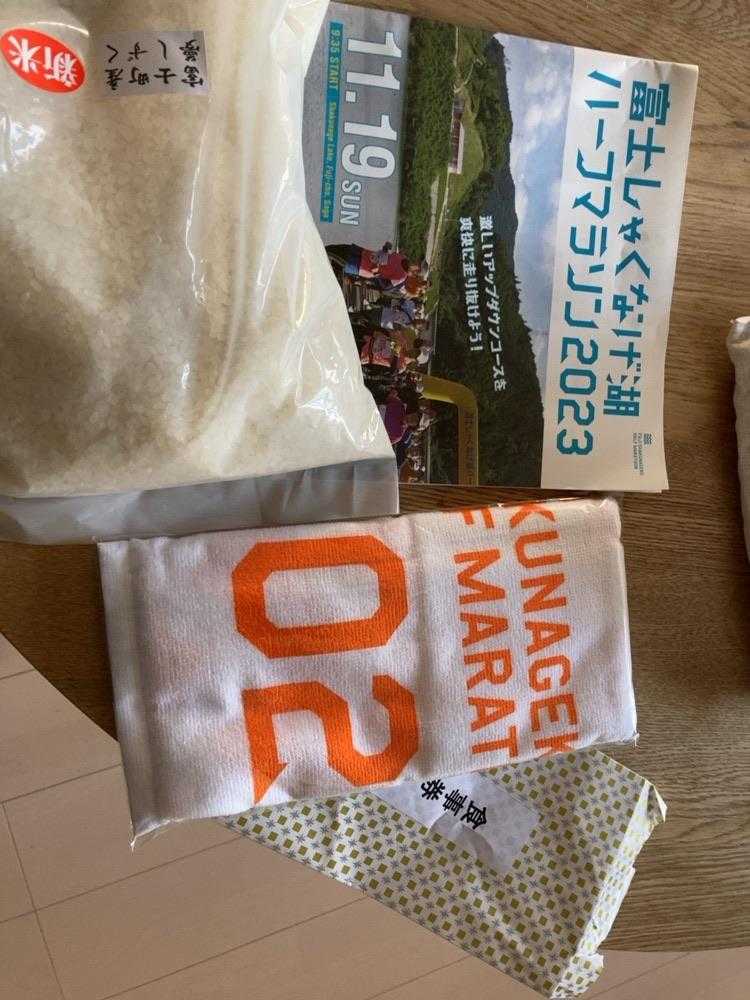 富士しゃくなげ湖
ハーフマラソン2023
激しいアップダウンコースを
爽快に走り抜けよう！
11.19 SUN
9:35 START Shakunage Lake, Fuji-cho, Saga
新米
富士町産
夢しずく
KUNAGEK
F MARAT
02
食事券